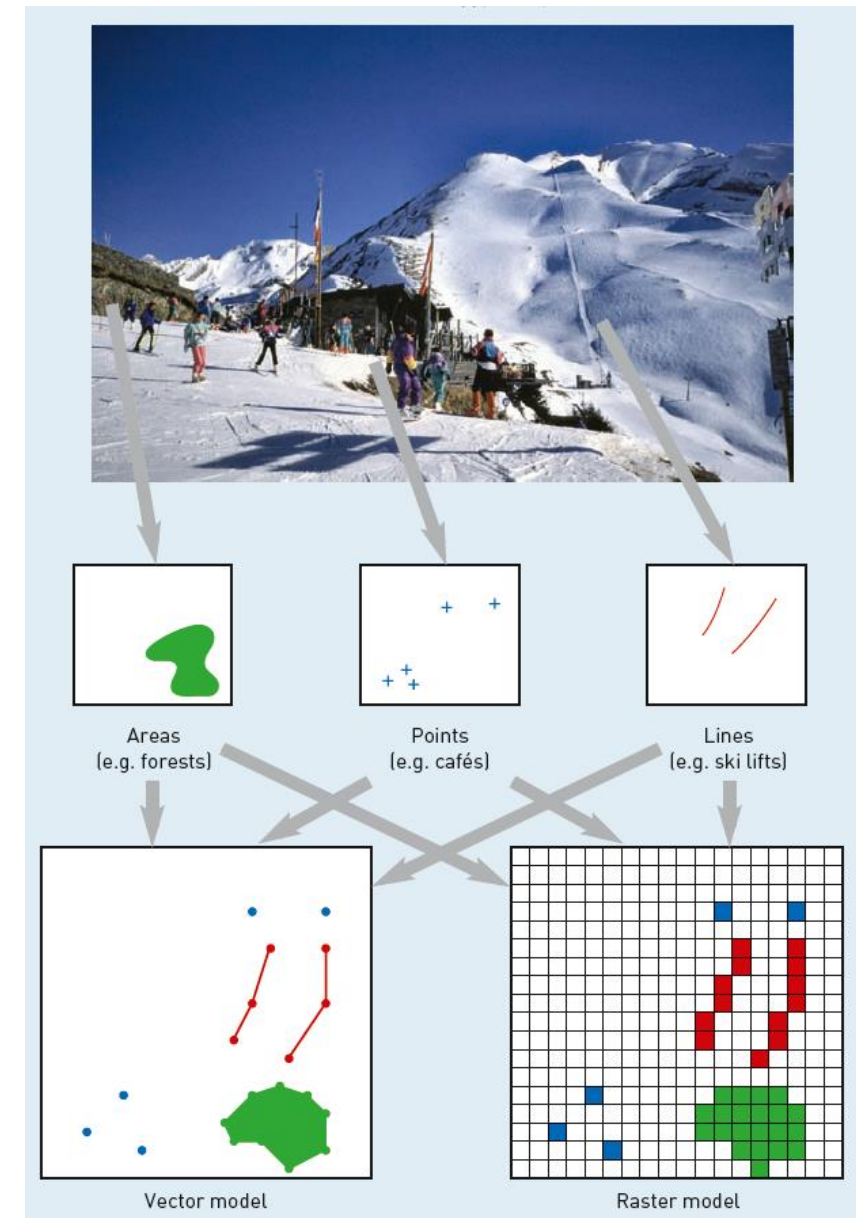 Areas
(e.g. forests)
Points
(e.g. cafés)
Lines
(e.g. ski lifts)
Vector model
Raster model